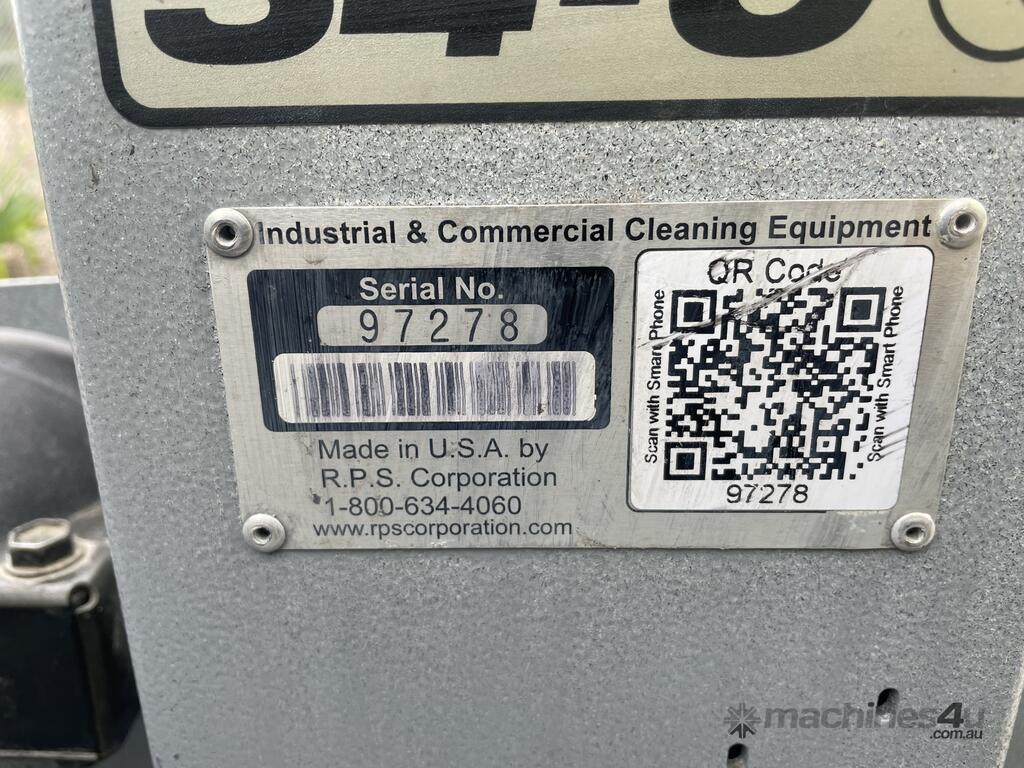 Industrial & Commercial Cleaning Equipment
Serial No.
97278
Made in U.S.A. by
R.P.S. Corporation
1-800-634-4060
www.rpscorporation.com
QR Code
Scan with Smart Phone
Scan with Smart Phone
97278
machines4u
.com.au